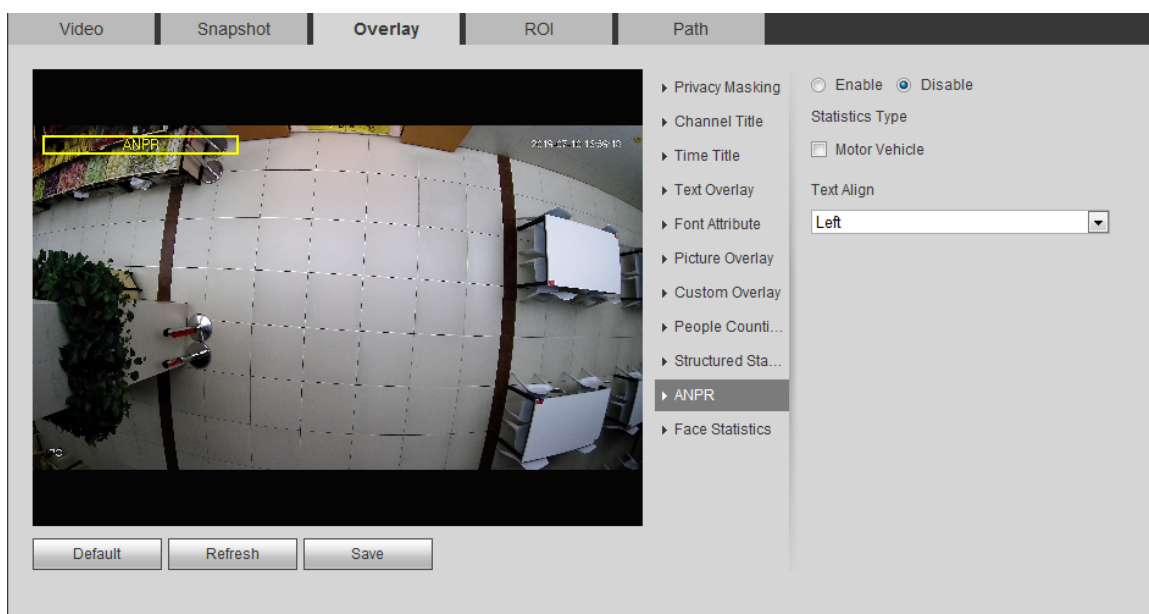 Video Snapshot Overlay ROI Path
ANPR
Privacy Masking
Channel Title
Time Title
Text Overlay
Font Attribute
Picture Overlay
Custom Overlay
People Counti...
Structured Sta...
ANPR
Face Statistics
Enable Disable
Statistics Type
Motor Vehicle
Text Align
Left
Default Refresh Save